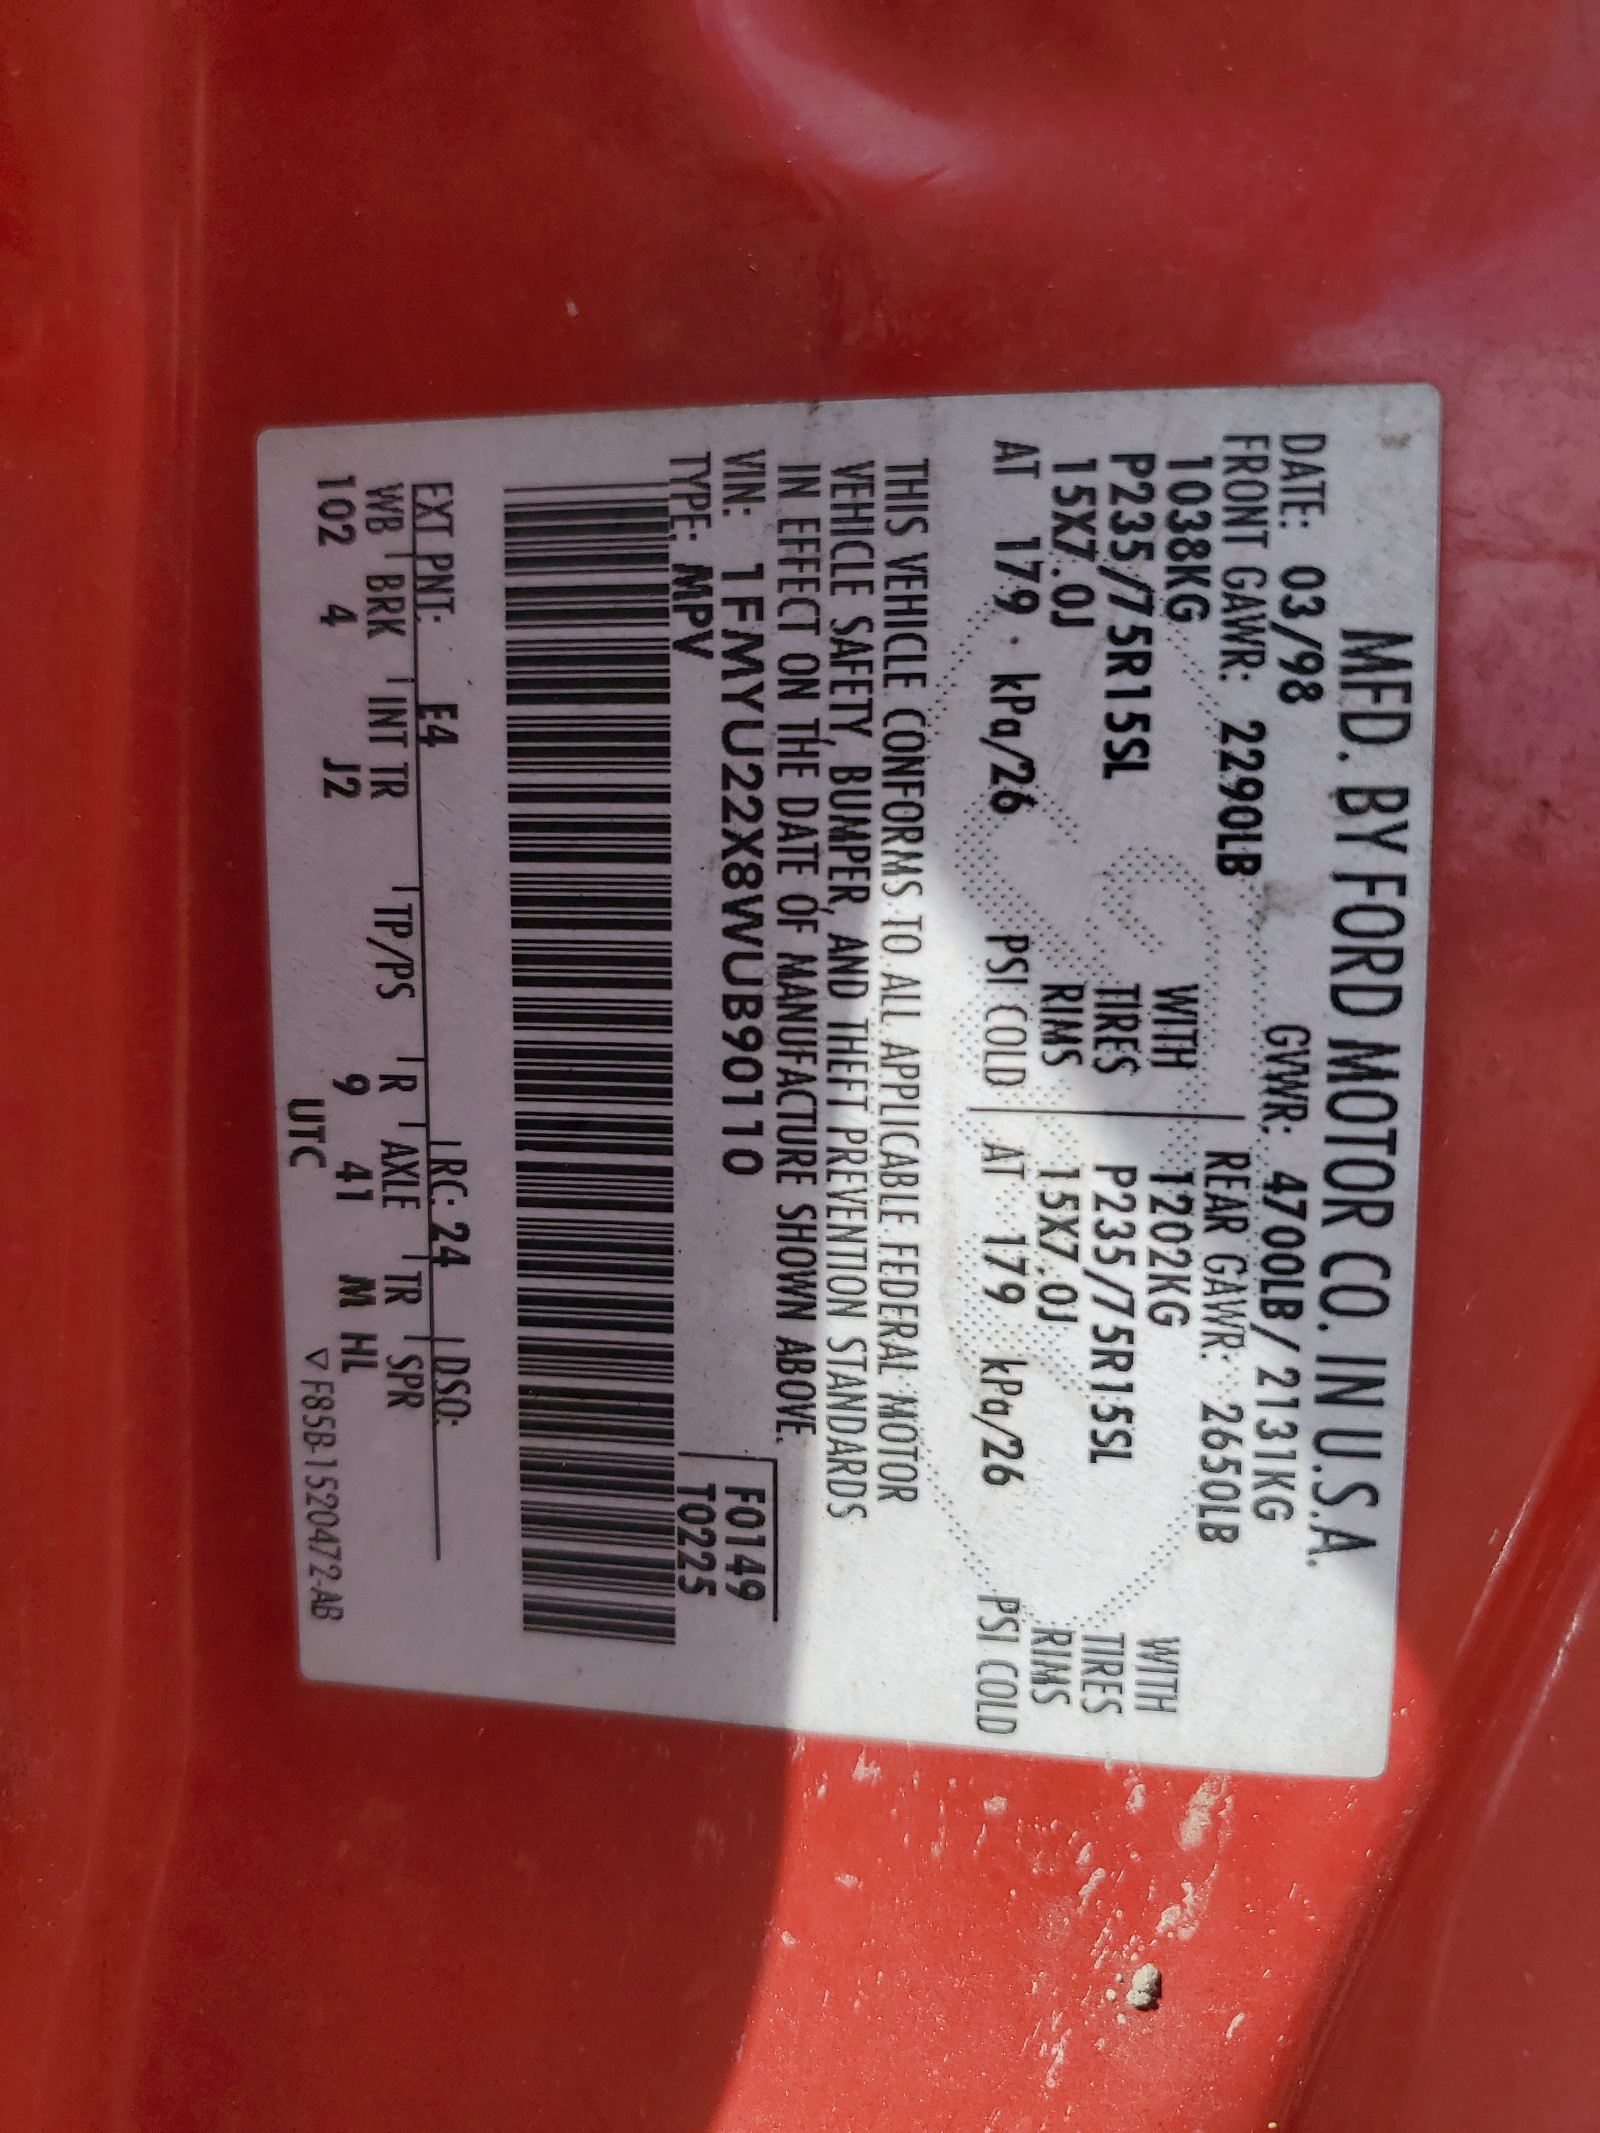 MFD. BY FORD MOTOR CO. IN U.S.A.
DATE: 03/98 GVWR: 4700LB/2131KG
FRONT GAWR: 2290LB REAR GAWR: 2650LB
1038KG WITH 1202KG WITH
P235/75R15SL TIRES P235/75R15SL TIRES
15X7.0J RIMS 15X7.0J RIMS
AT 179 kPa/26 PSI COLD AT 179 kPa/26 PSI COLD
THIS VEHICLE CONFORMS TO ALL APPLICABLE FEDERAL MOTOR
VEHICLE SAFETY, BUMPER, AND THEFT PREVENTION STANDARDS
IN EFFECT ON THE DATE OF MANUFACTURE SHOWN ABOVE.
VIN: 1FMYU22X8WUB90110 F0149
TYPE: MPV T0225
EXT PNT: E4 RC: 24 DSO:
WB BRK INT TR TP/PS R AXLE TR SPR
102 4 J2 9 41 M HL
UTC ▽F85B-1520472-AB